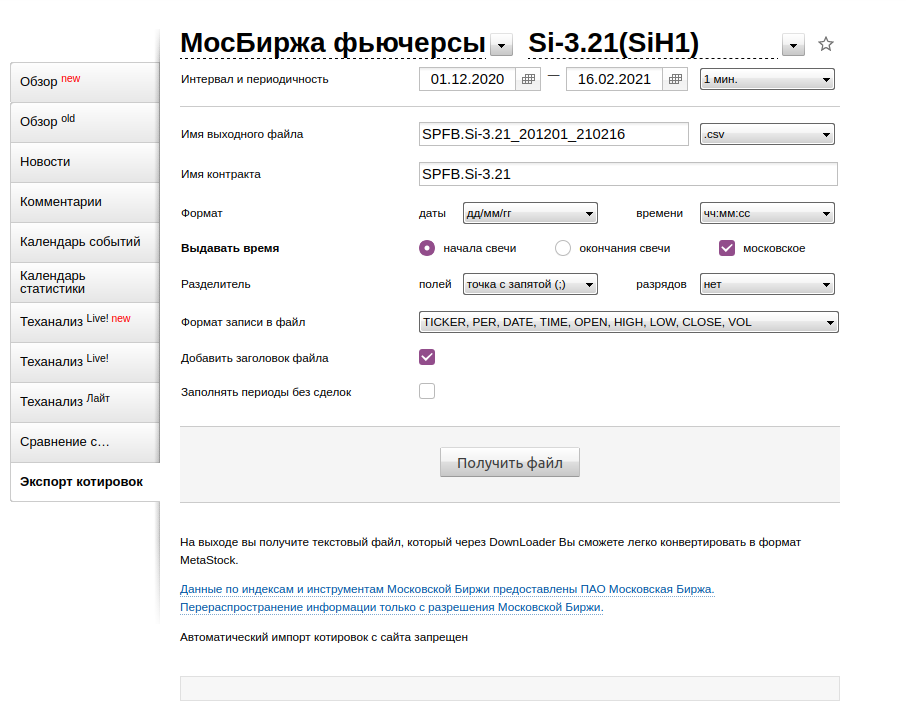 МосБиржа фьючерсы Si-3.21(SiH1)
Интервал и периодичность 01.12.2020 — 16.02.2021 1 мин.
Обзор new
Обзор old
Новости
Комментарии
Календарь событий
Календарь
статистики
Теханализ Live! new
Теханализ Live!
Теханализ Лайт
Сравнение с…
Экспорт котировок
Имя выходного файла SPFB.Si-3.21_201201_210216 .csv
Имя контракта SPFB.Si-3.21
Формат даты дд/мм/гг времени чч:мм:сс
Выдавать время начала свечи окончания свечи московское
Разделитель полей точка с запятой (;) разрядов нет
Формат записи в файл TICKER, PER, DATE, TIME, OPEN, HIGH, LOW, CLOSE, VOL
Добавить заголовок файла
Заполнять периоды без сделок
Получить файл
На выходе вы получите текстовый файл, который через DownLoader Вы сможете легко конвертировать в формат
MetaStock.
Данные по индексам и инструментам Московской Биржи предоставлены ПАО Московская Биржа.
Перераспространение информации только с разрешения Московской Биржи.
Автоматический импорт котировок с сайта запрещен